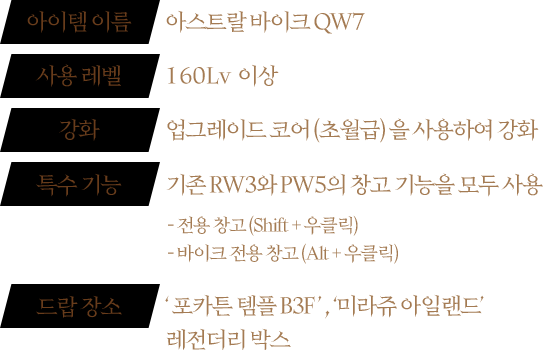 아이템 이름 아스트랄 바이크 QW7
사용 레벨 160Lv 이상
강화 업그레이드 코어 (초월급) 을 사용하여 강화
특수 기능 기존 RW3와 PW5의 창고 기능을 모두 사용
- 전용 창고 (Shift + 우클릭)
- 바이크 전용 창고 (Alt + 우클릭)
드랍 장소 ‘ 포카튼 템플 B3F ’ , ‘미라쥬 아일랜드’
레전더리 박스